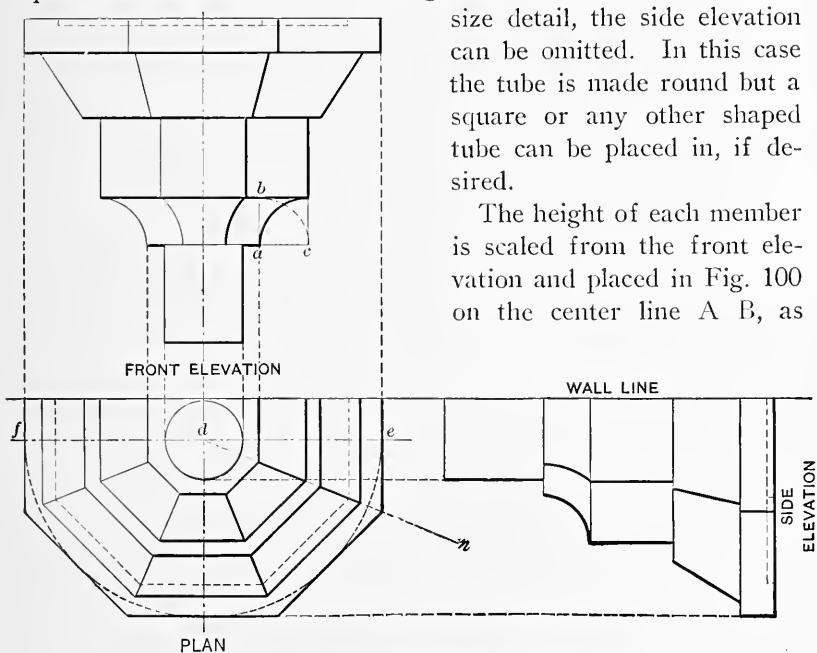 size detail, the side elevation
can be omitted. In this case
the tube is made round but a
square or any other shaped
tube can be placed in, if de-
sired.
The height of each member
is scaled from the front ele-
vation and placed in Fig. 100
on the center line A B, as
b
a
c
FRONT ELEVATION
WALL LINE
f
d
e
n
SIDE
ELEVATION
PLAN